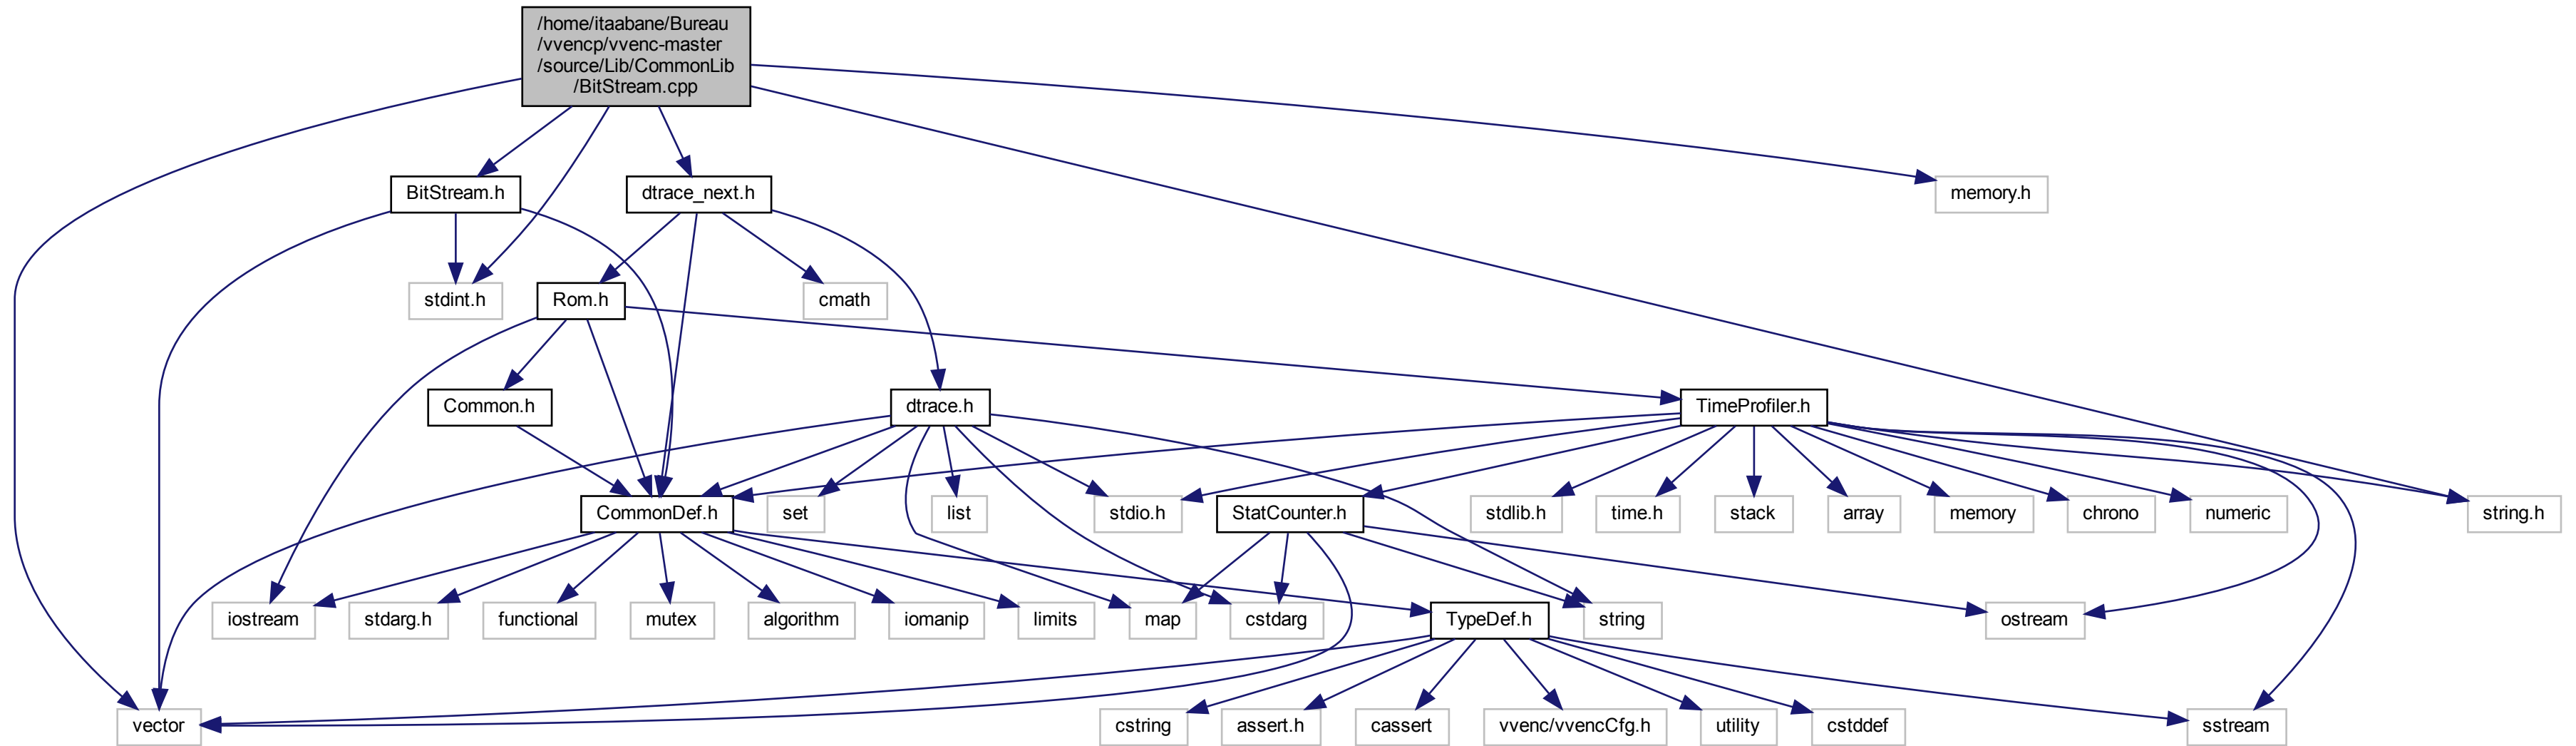 /home/itaabane/Bureau
/vvencp/vvenc-master
/source/Lib/CommonLib
/BitStream.cpp
BitStream.h
dtrace_next.h
memory.h
stdint.h
Rom.h
cmath
Common.h
dtrace.h
TimeProfiler.h
CommonDef.h
set
list
stdio.h
StatCounter.h
stdlib.h
time.h
stack
array
memory
chrono
numeric
string.h
iostream
stdarg.h
functional
mutex
algorithm
iomanip
limits
map
cstdarg
TypeDef.h
string
ostream
vector
cstring
assert.h
cassert
vvenc/vvencCfg.h
utility
cstddef
sstream